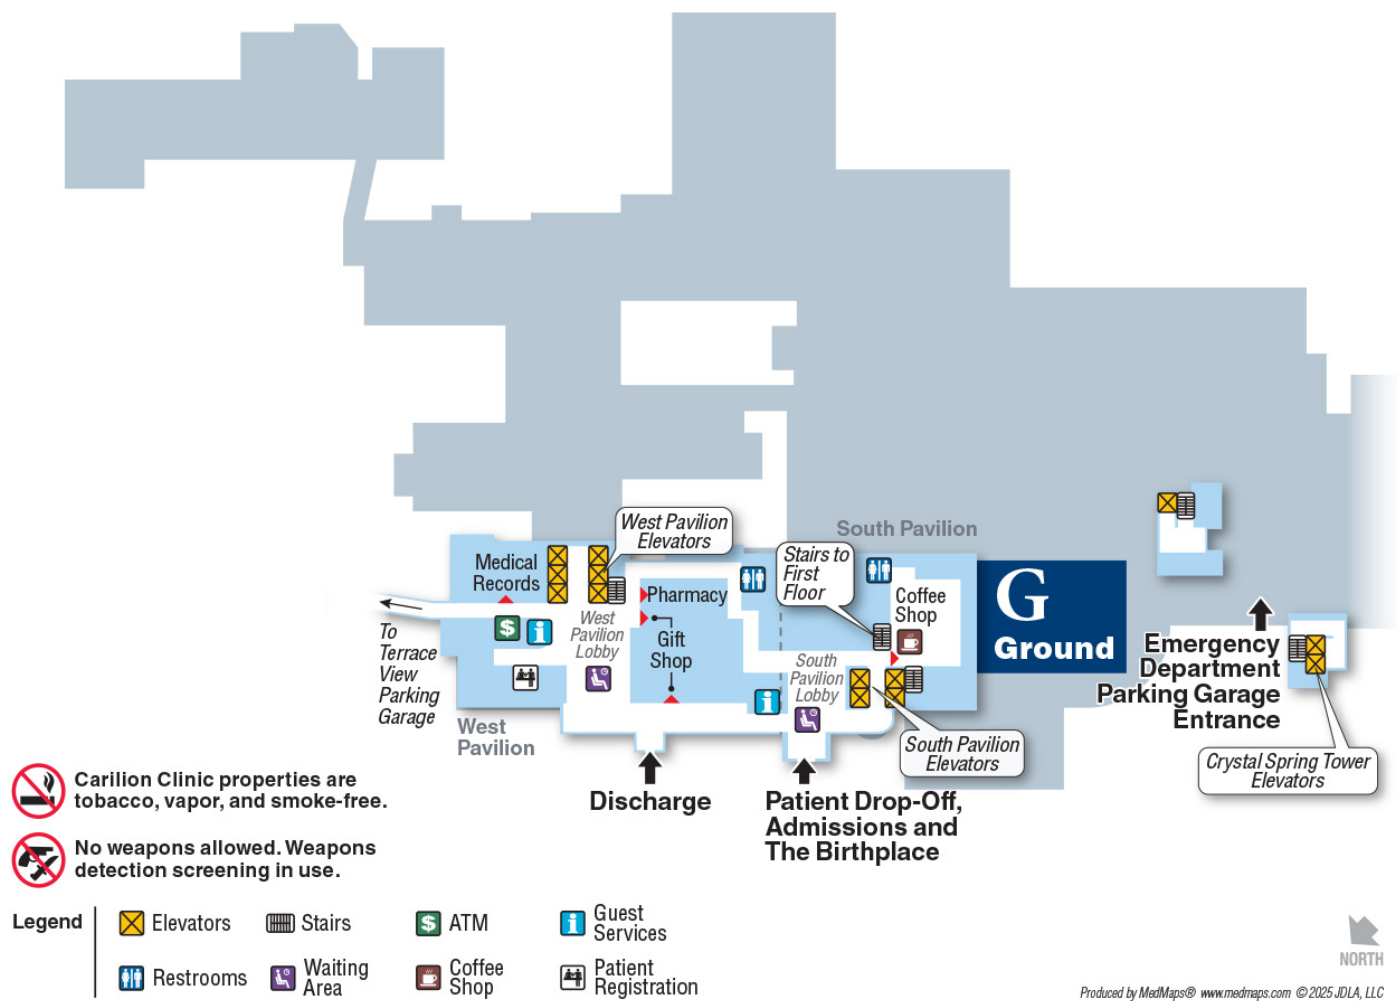 West Pavilion
Elevators
South Pavilion
Stairs to
First
Floor
Medical
Records
Pharmacy
Coffee
Shop
G
Ground
West
Pavilion
Lobby
Gift
Shop
To
Terrace
View
Parking
Garage
South
Pavilion
Lobby
Emergency
Department
Parking Garage
Entrance
West
Pavilion
South Pavilion
Elevators
Crystal Spring Tower
Elevators
Discharge
Patient Drop-Off,
Admissions and
The Birthplace
Carilion Clinic properties are
tobacco, vapor, and smoke-free.
No weapons allowed. Weapons
detection screening in use.
Legend
Elevators
Stairs
$ ATM
i Guest
Services
Restrooms
Waiting
Area
Coffee
Shop
Patient
Registration
NORTH
Produced by MedMaps® www.medmaps.com © 2025 JDLA, LLC